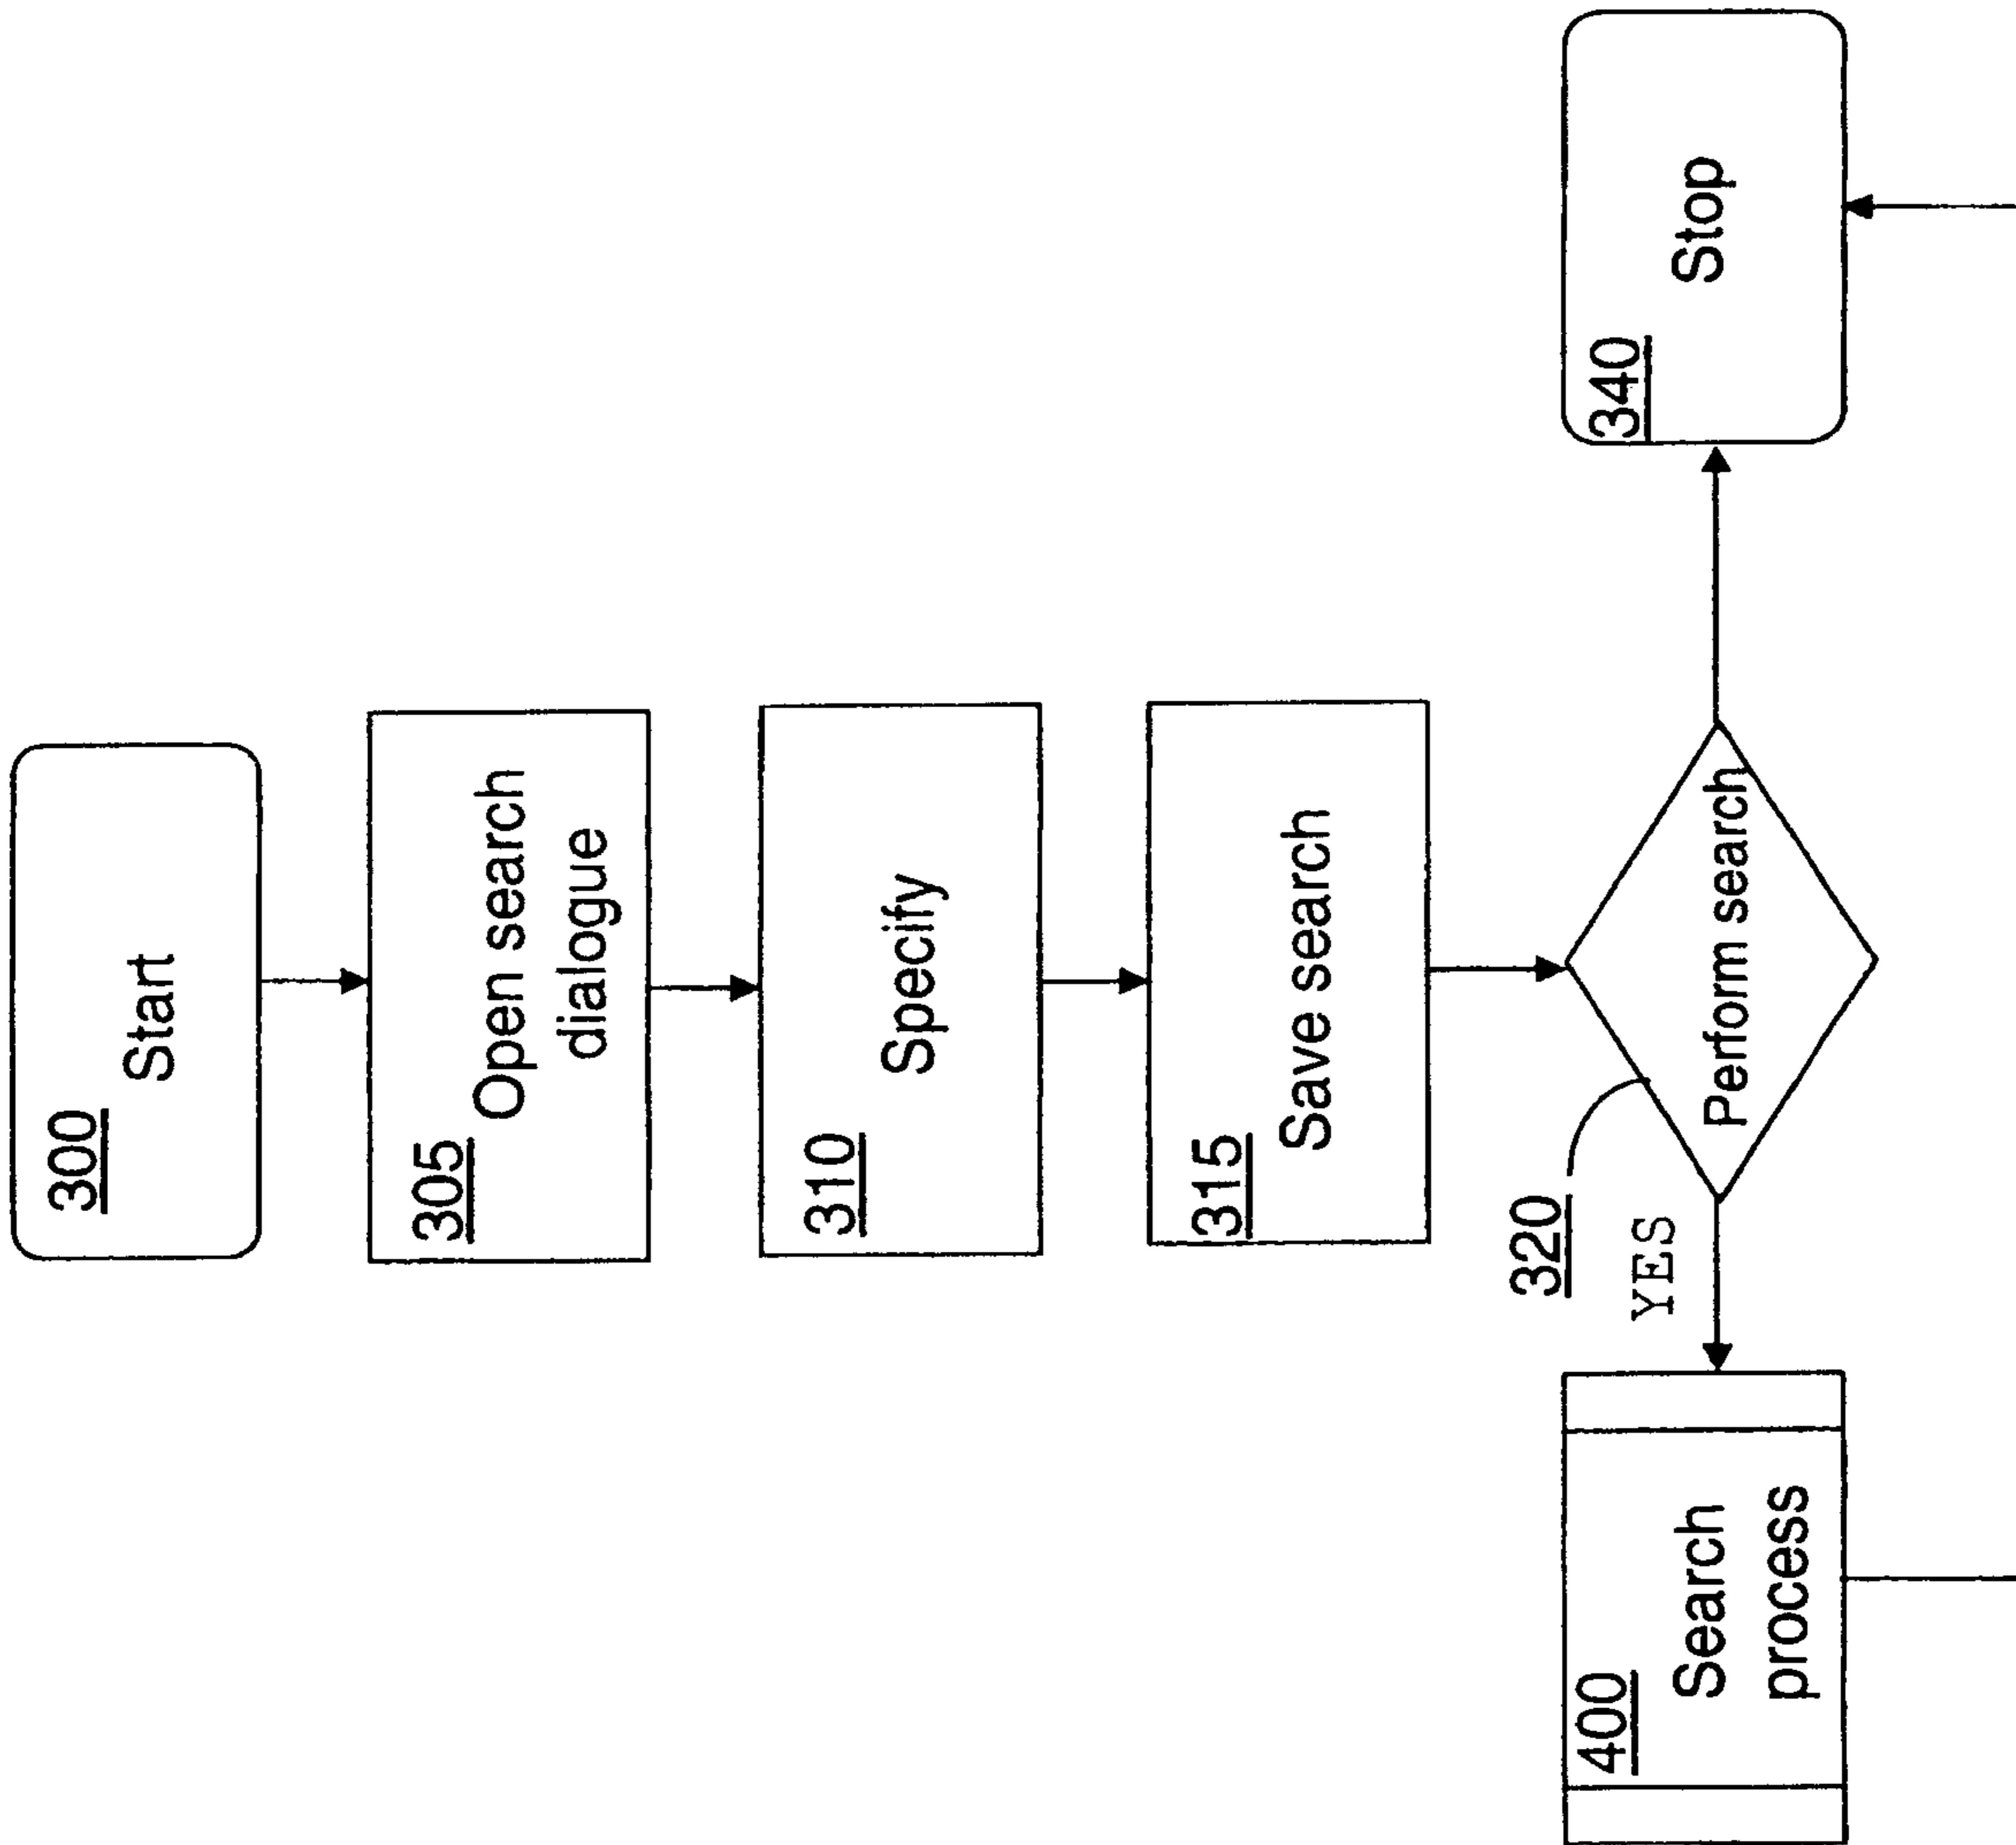 300
Start
305
Open search
dialogue
310
Specify
315
Save search
320
Perform search
YES
400
Search
process
340
Stop